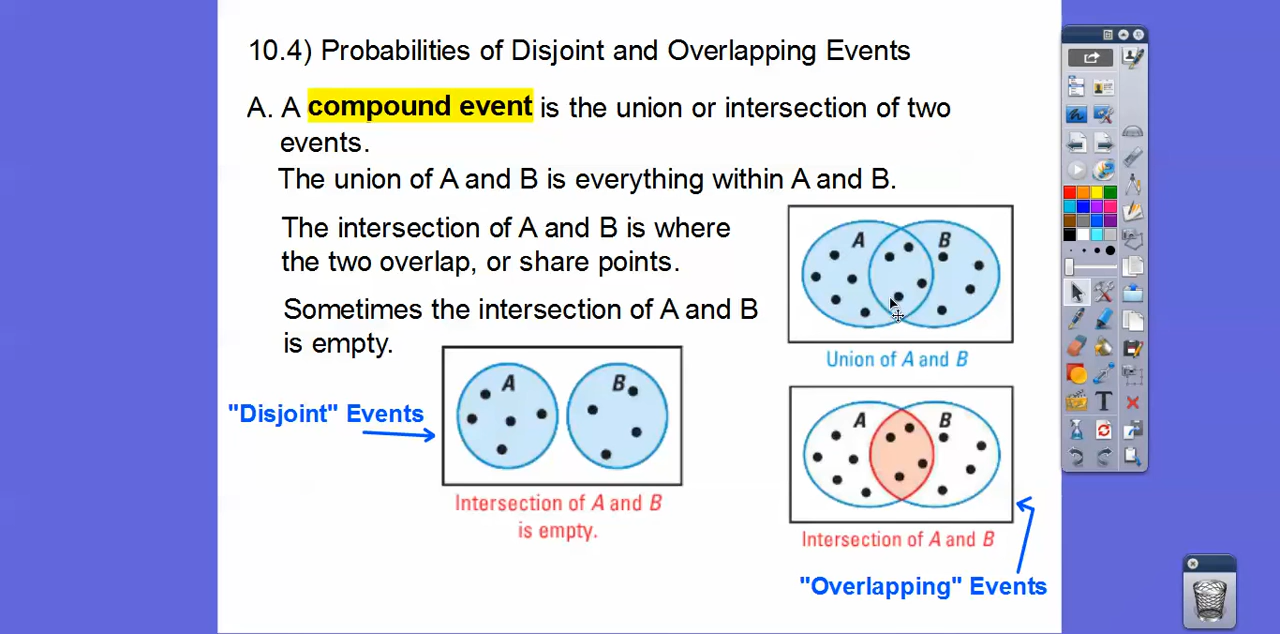 10.4) Probabilities of Disjoint and Overlapping Events
A. A compound event is the union or intersection of two
events.
The union of A and B is everything within A and B.
The intersection of A and B is where
the two overlap, or share points.
Sometimes the intersection of A and B
is empty.
A B
Union of A and B
"Disjoint" Events
A B
Intersection of A and B
is empty.
A B
Intersection of A and B
"Overlapping" Events
T